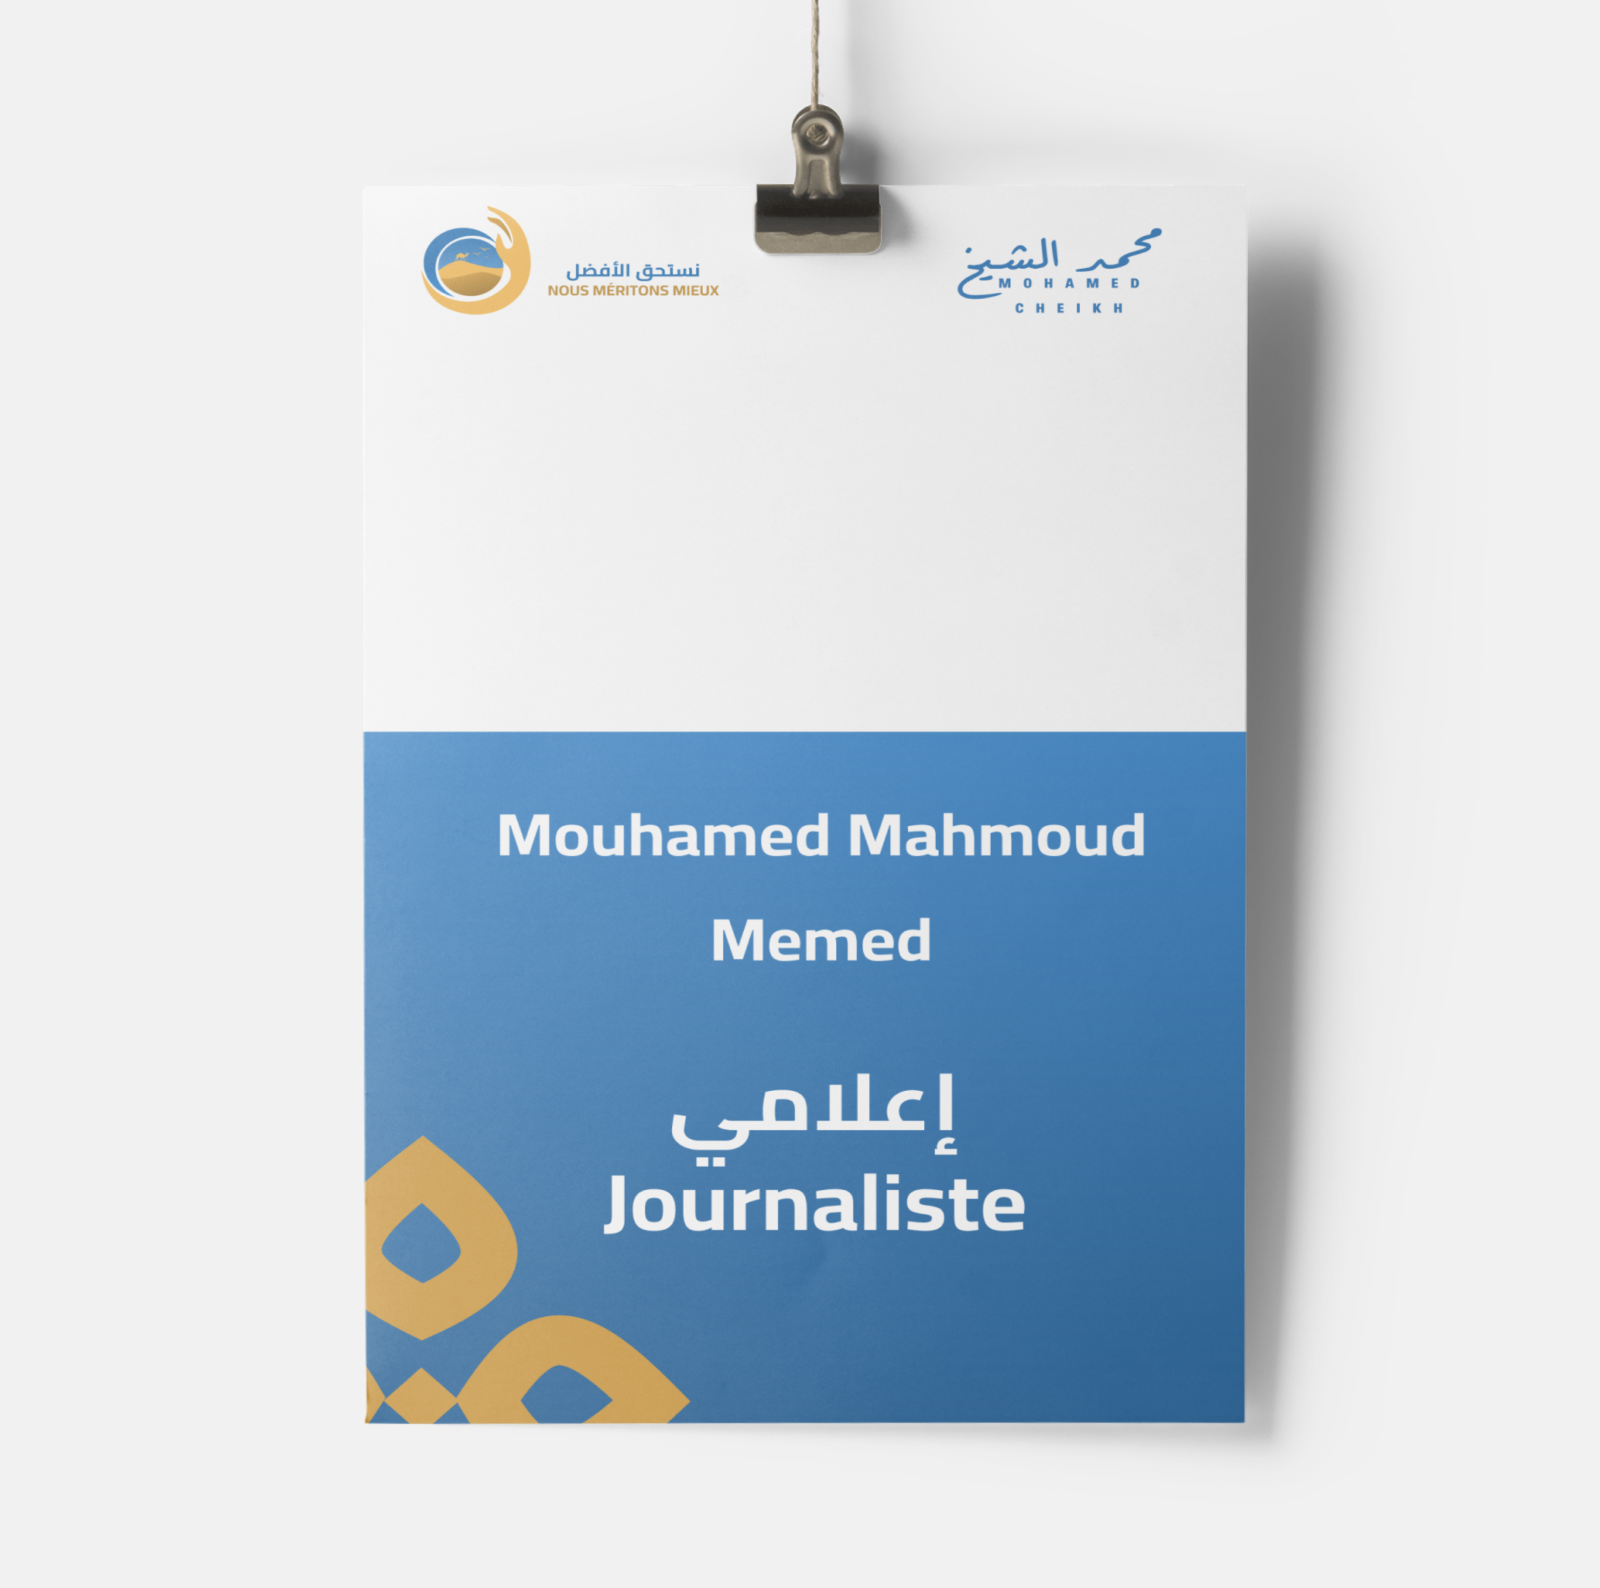 نستحق الأفضل
NOUS MÉRITONS MIEUX
محمد الشيخ
MOHAMED
CHEIKH
Mouhamed Mahmoud
Memed
إعلامي
Journaliste